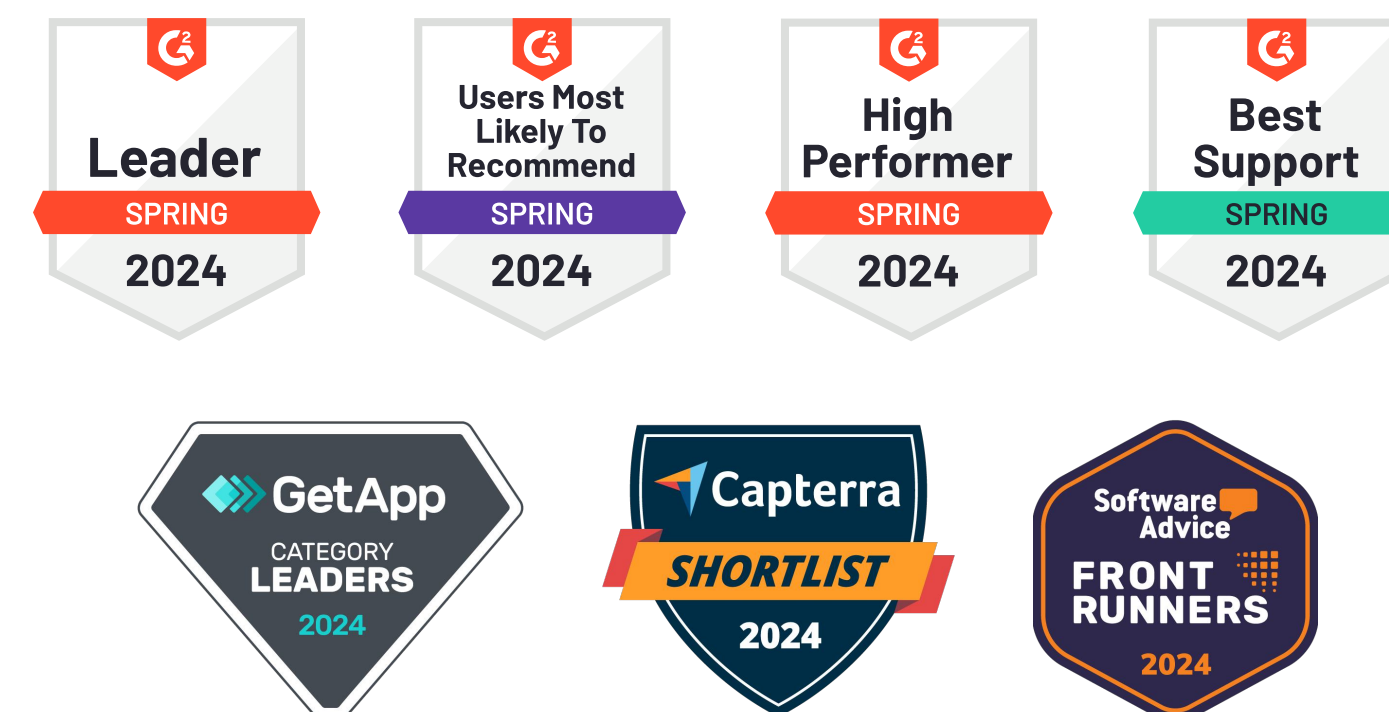 G2
Leader
SPRING
2024
G2
Users Most
Likely To
Recommend
SPRING
2024
G2
High
Performer
SPRING
2024
G2
Best
Support
SPRING
2024
GetApp
CATEGORY
LEADERS
2024
Capterra
SHORTLIST
2024
Software
Advice
FRONT
RUNNERS
2024